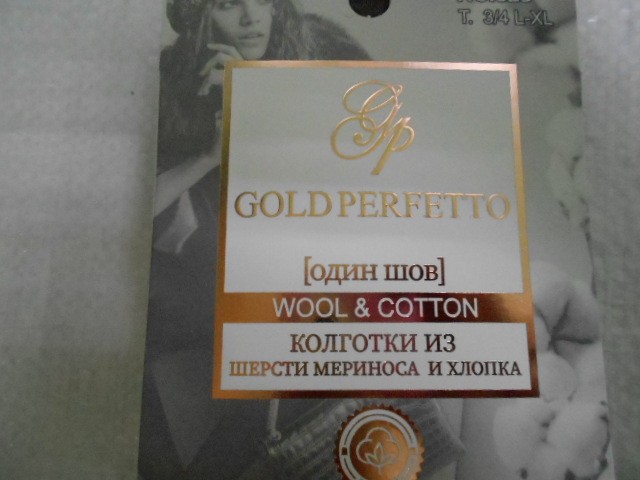 T. 3/4 L-XL
Gp
GOLD PERFETTO
[один шов]
WOOL & COTTON
КОЛГОТКИ ИЗ
ШЕРСТИ МЕРИНОСА И ХЛОПКА